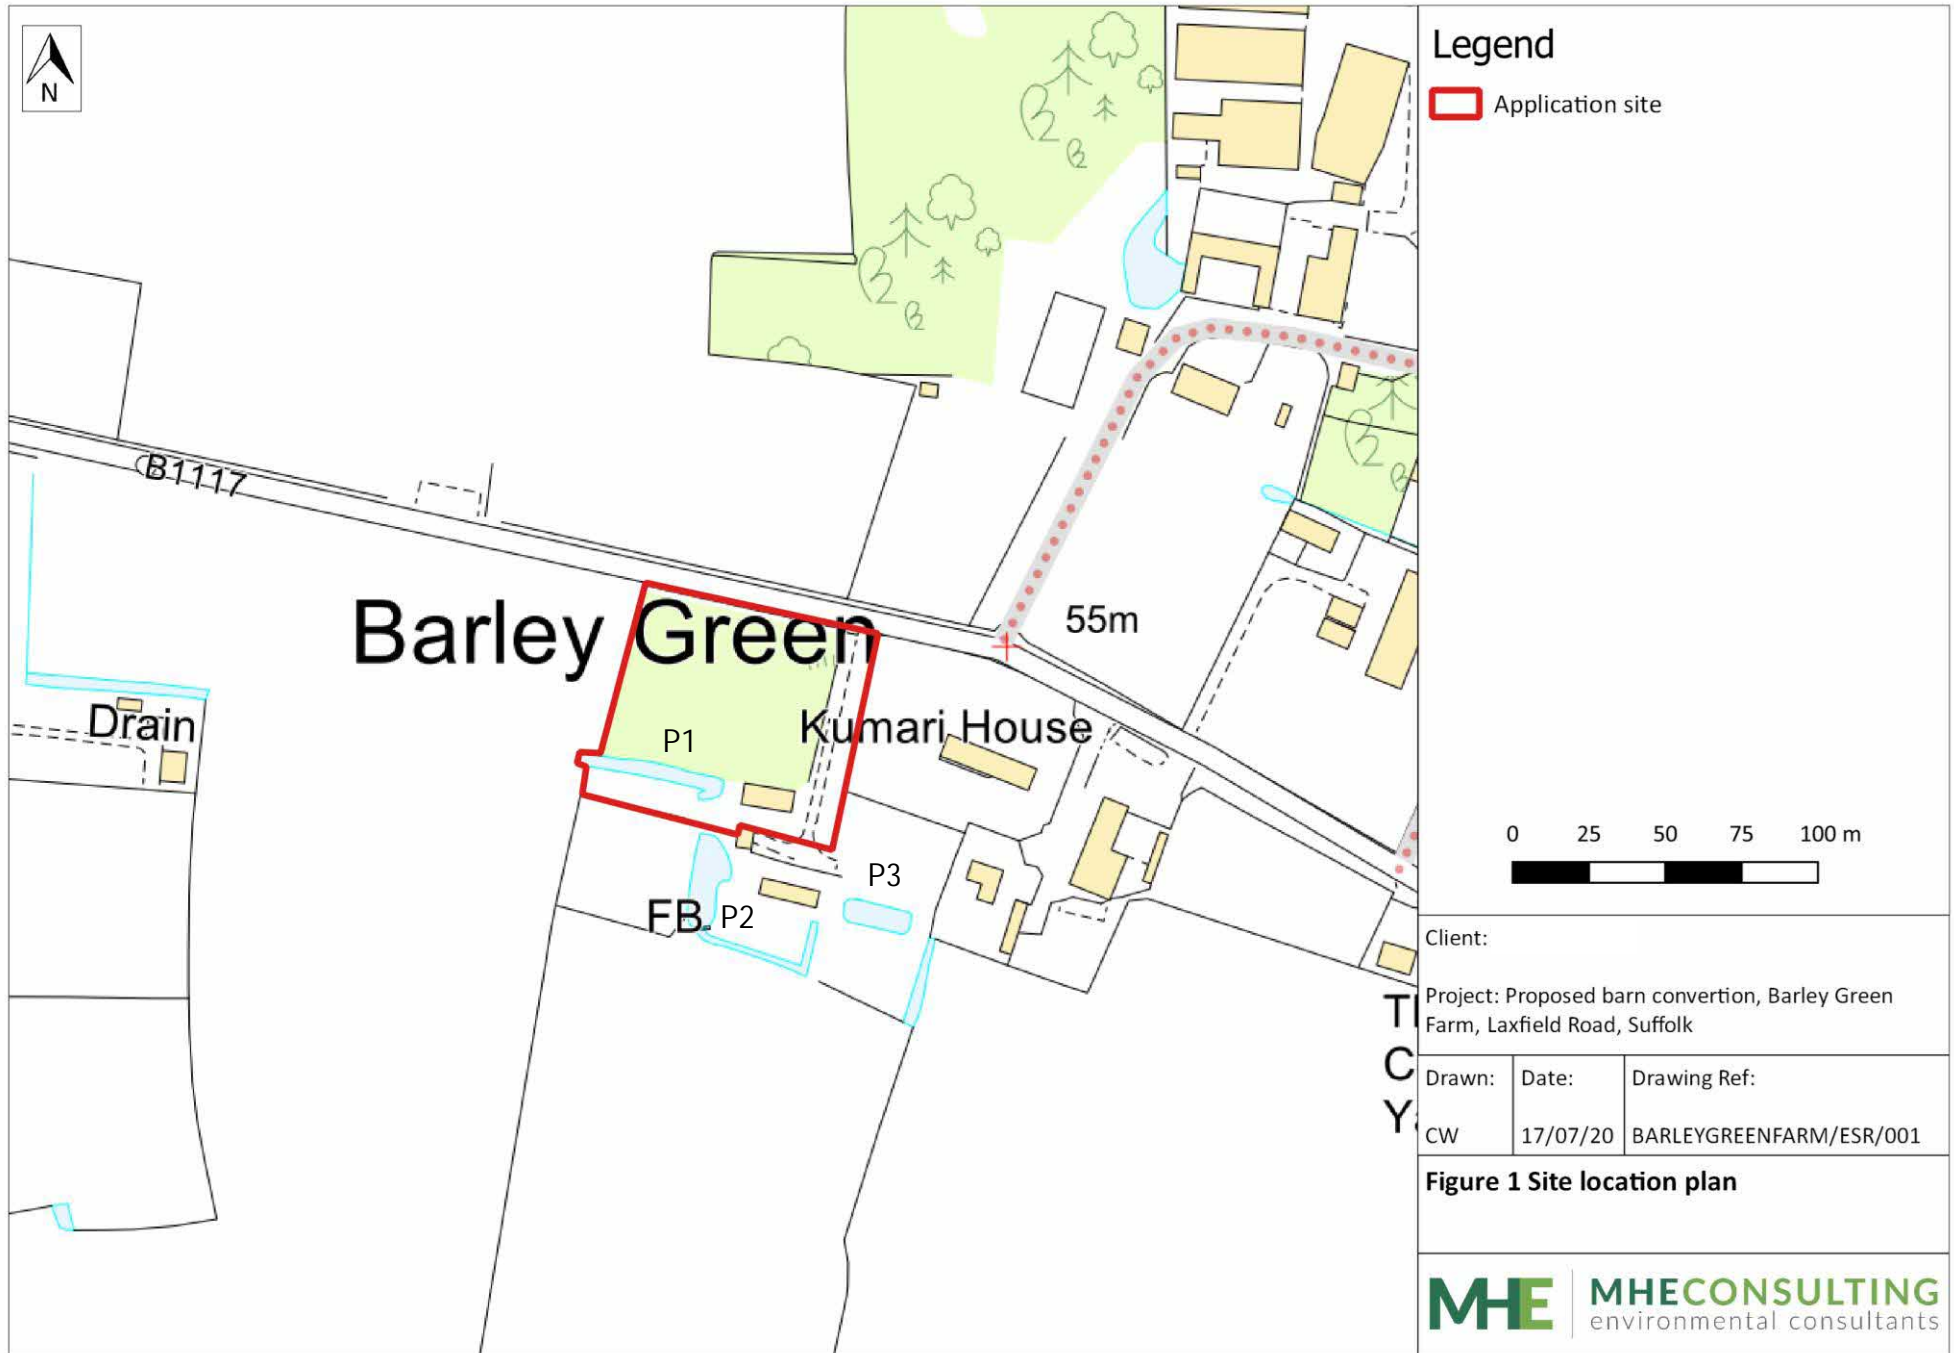 N
B1117
Barley Green
55m
Drain
P1
Kumari House
P3
FB
P2
Legend
Application site
0 25 50 75 100 m
Client:
Project: Proposed barn convertion, Barley Green
Farm, Laxfield Road, Suffolk
Drawn: Date: Drawing Ref:
CW 17/07/20 BARLEYGREENFARM/ESR/001
Figure 1 Site location plan
MHE MHECONSULTING
environmental consultants